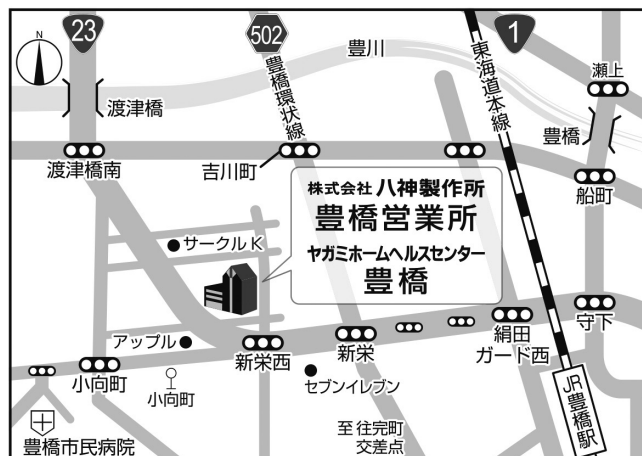 N
23
502
1
豊川
東海道本線
瀬上
豊橋環状線
渡津橋
豊橋
渡津橋南
吉川町
船町
株式会社 八神製作所
豊橋営業所
ヤガミホームヘルスセンター
豊橋
サークルK
アップル
新栄西
新栄
絹田
ガード西
守下
小向町
小向町
セブンイレブン
JR豊橋駅
豊橋市民病院
至 往完町
交差点